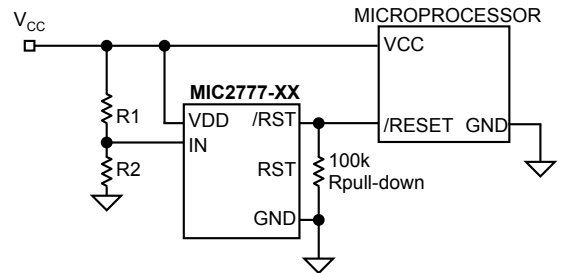 MICROPROCESSOR
VCC
VCC
MIC2777-XX
R1
VDD /RST
/RESET GND
IN
R2
RST
100k
Rpull-down
GND